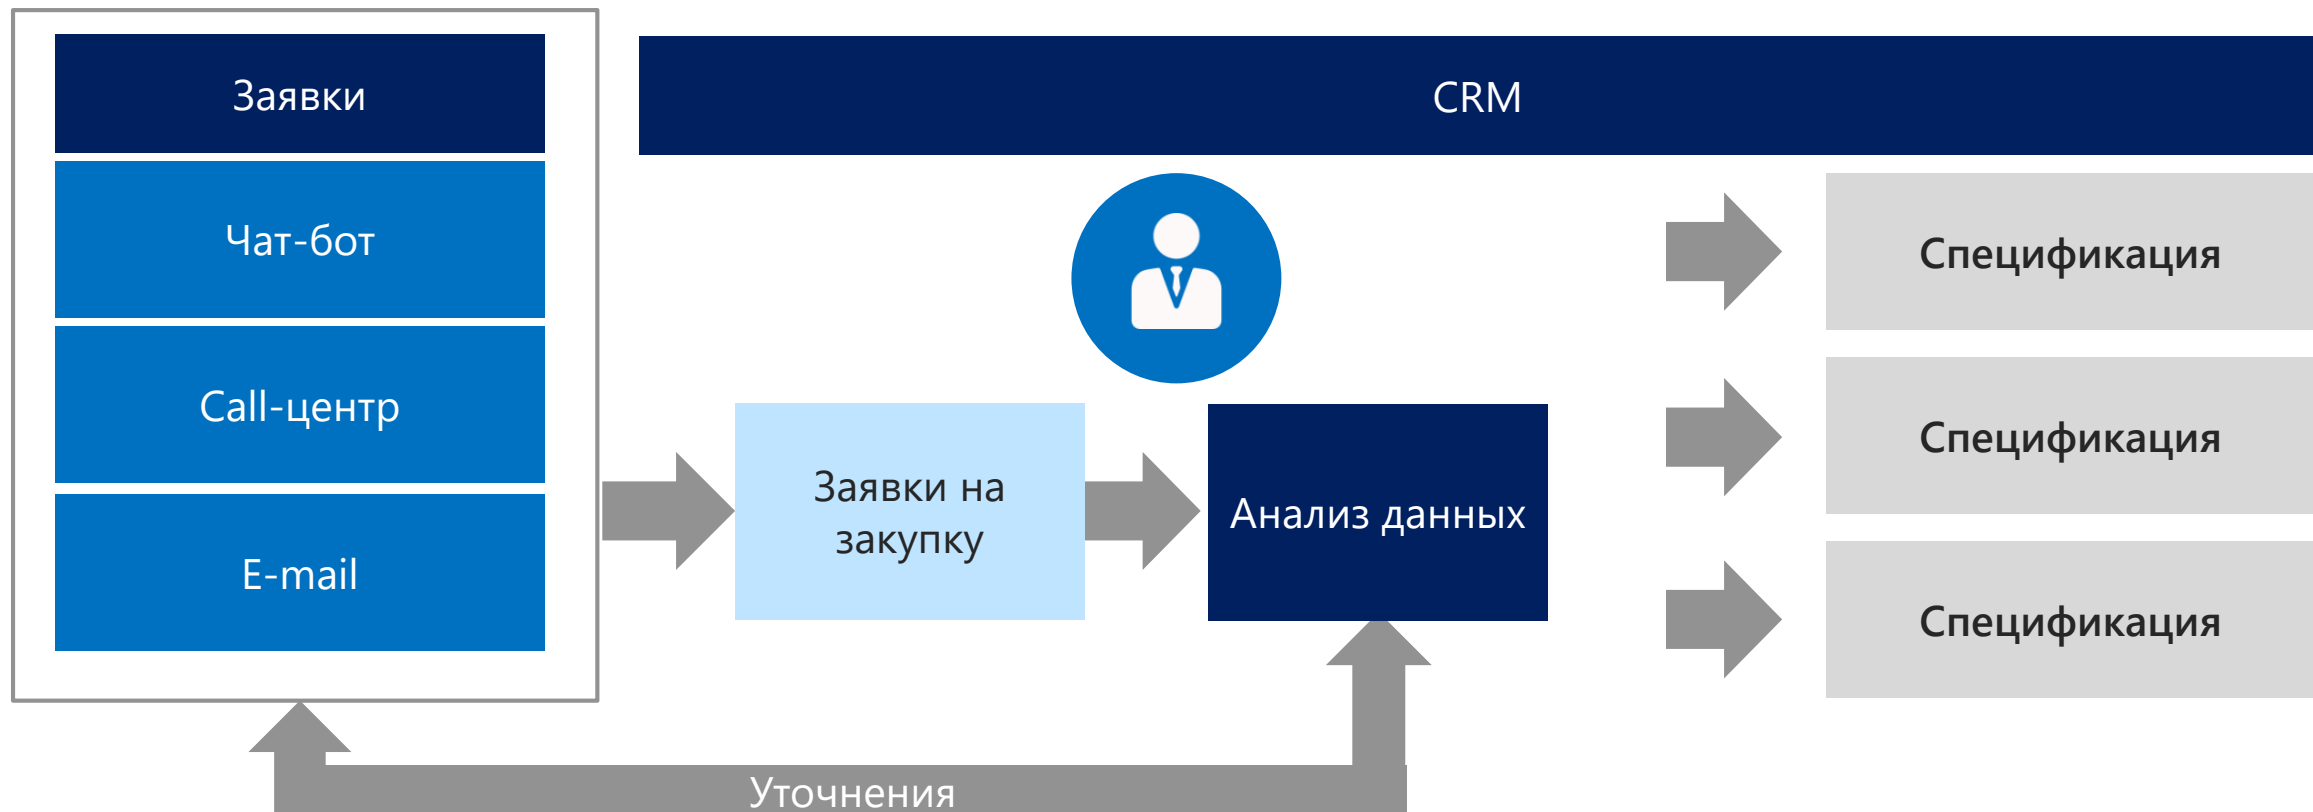 Заявки
Чат-бот
Call-центр
E-mail
CRM
Заявки на
закупку
Анализ данных
Спецификация
Спецификация
Спецификация
Уточнения